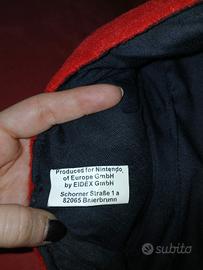 Produces for Nintendo
of Europe GmbH
by EIDEX GmbH
Schorner Straße 1 a
82065 Baierbrunn
subito